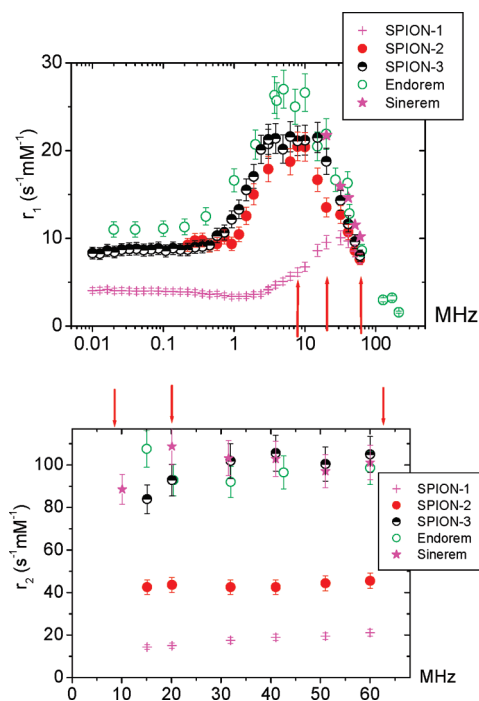 SPION-1
SPION-2
SPION-3
Endorem
Sinerem
30
20
10
0
r1 (s-1mM-1)
0.01 0.1 1 10 100
MHz
100
80
60
40
20
0
r2 (s-1mM-1)
SPION-1
SPION-2
SPION-3
Endorem
Sinerem
0 10 20 30 40 50 60
MHz